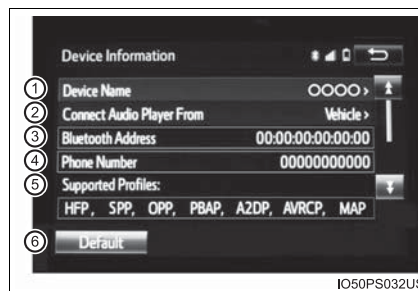 Device Information
1 Device Name OOOO >
2 Connect Audio Player From Vehicle >
3 Bluetooth Address 00:00:00:00:00:00
4 Phone Number 00000000000
5 Supported Profiles:
HFP, SPP, OPP, PBAP, A2DP, AVRCP, MAP
6 Default
IO50PS032US